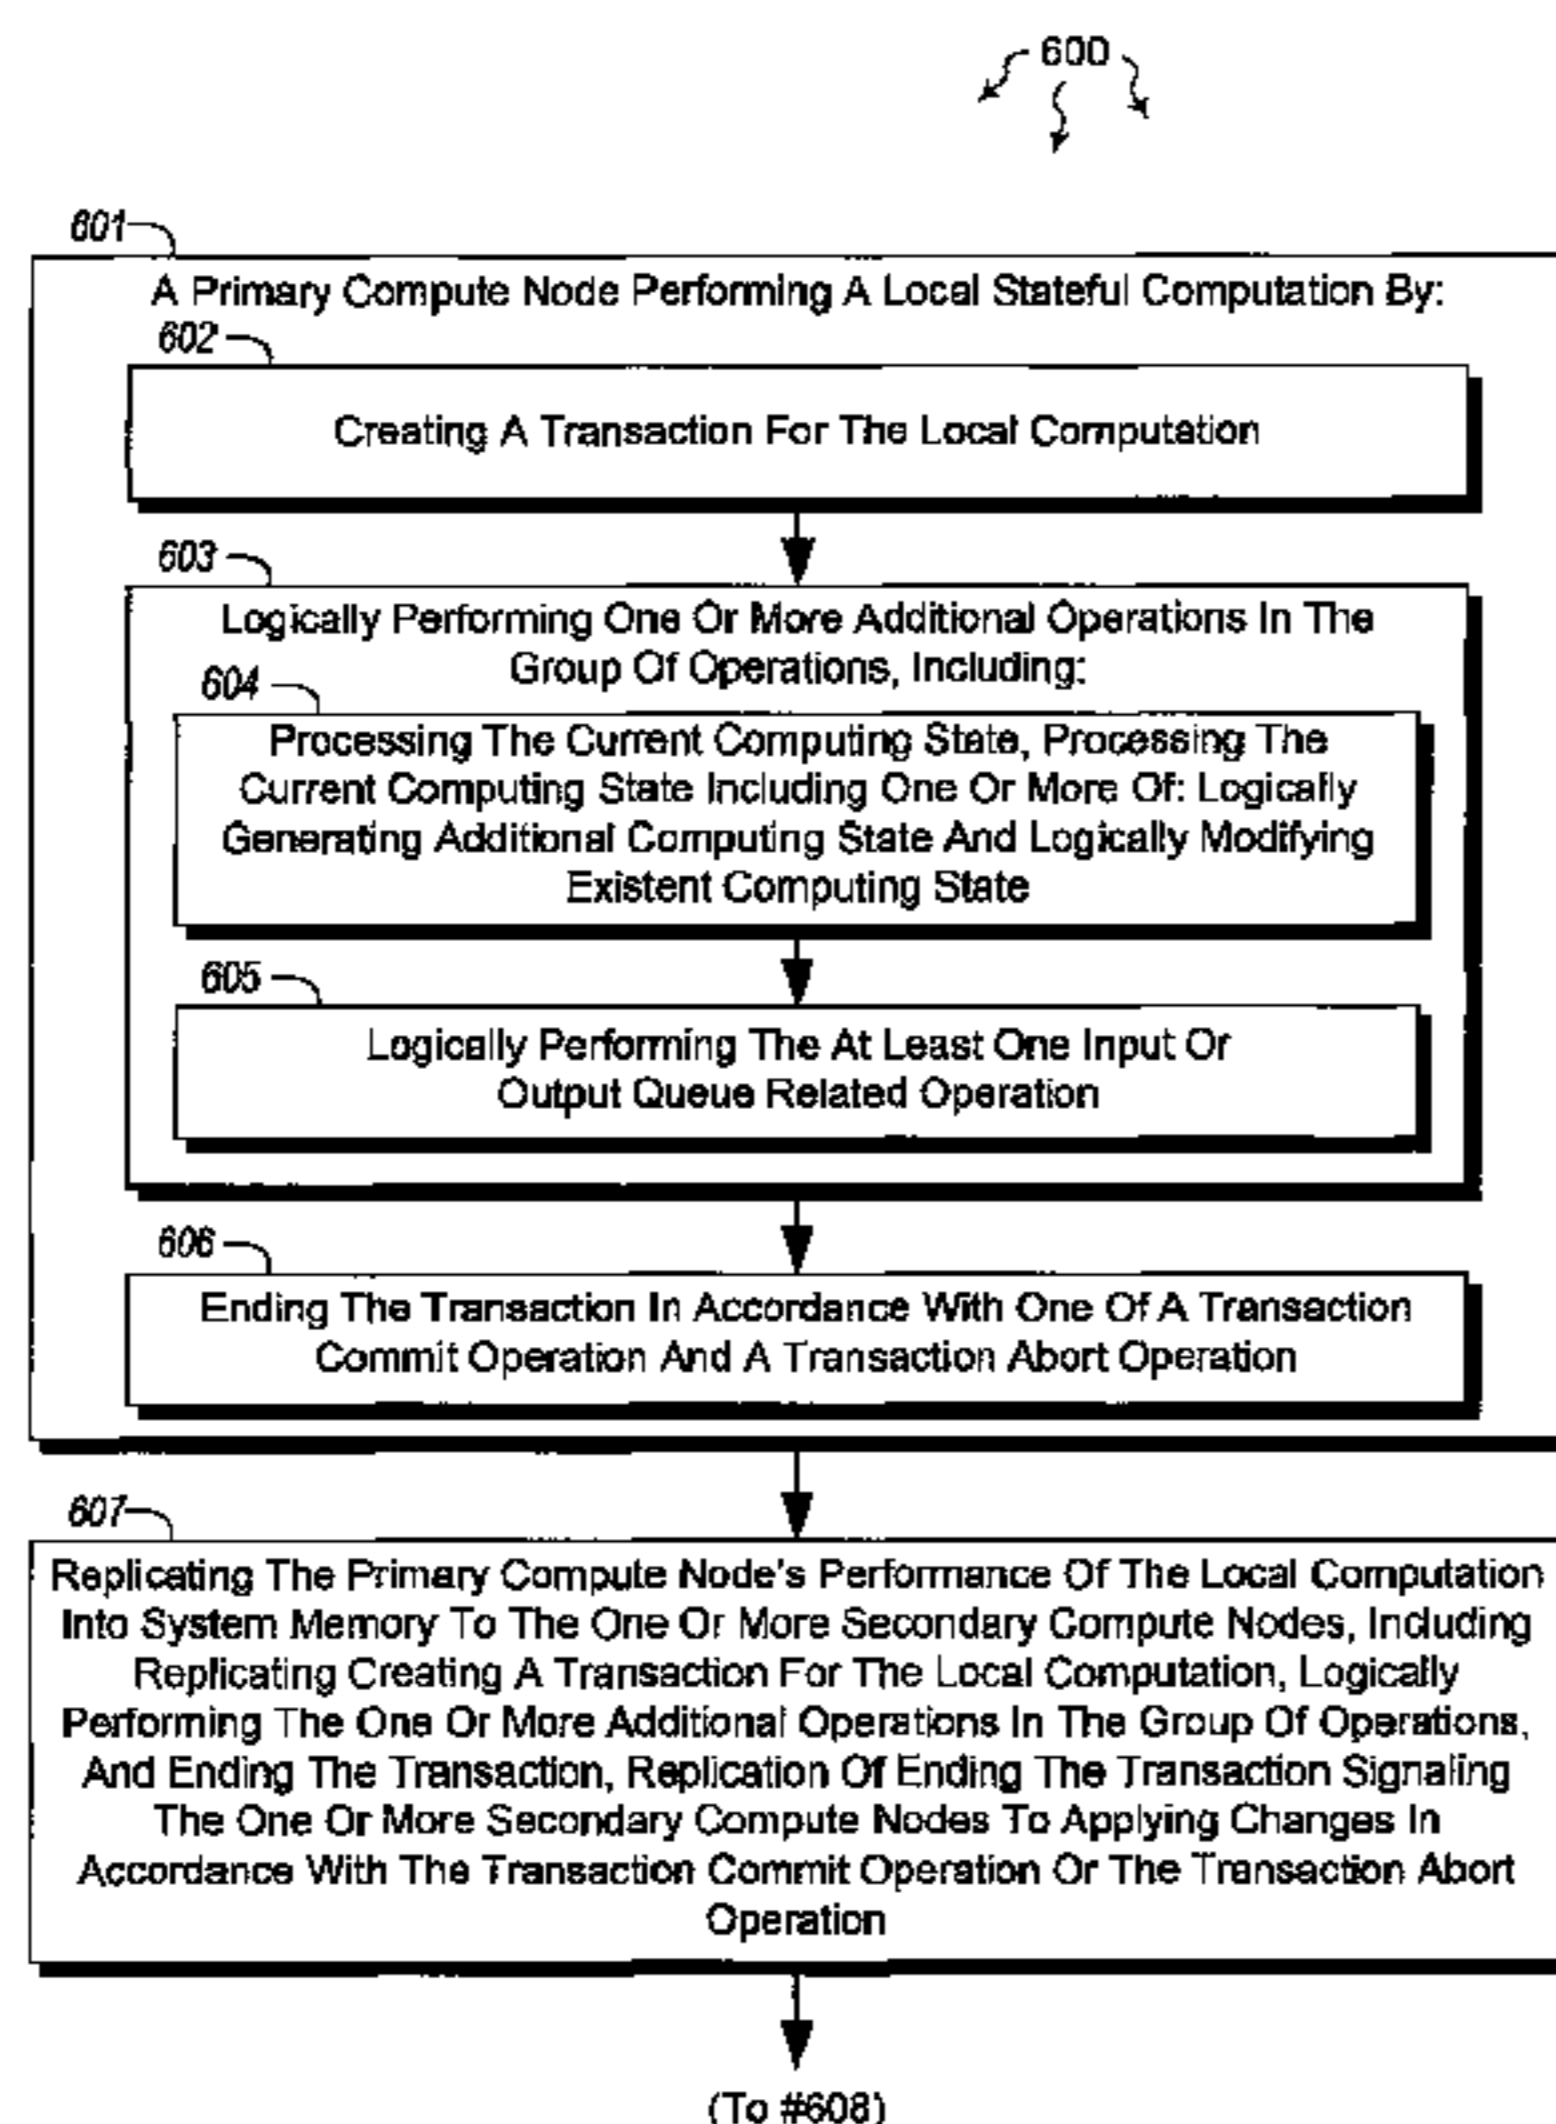 600
601
A Primary Compute Node Performing A Local Stateful Computation By:
602
Creating A Transaction For The Local Computation
603
Logically Performing One Or More Additional Operations In The
Group Of Operations, Including:
604
Processing The Current Computing State, Processing The
Current Computing State Including One Or More Of: Logically
Generating Additional Computing State And Logically Modifying
Existent Computing State
605
Logically Performing The At Least One Input Or
Output Queue Related Operation
606
Ending The Transaction In Accordance With One Of A Transaction
Commit Operation And A Transaction Abort Operation
607
Replicating The Primary Compute Node's Performance Of The Local Computation
Into System Memory To The One Or More Secondary Compute Nodes, Including
Replicating Creating A Transaction For The Local Computation, Logically
Performing The One Or More Additional Operations In The Group Of Operations,
And Ending The Transaction, Replication Of Ending The Transaction Signaling
The One Or More Secondary Compute Nodes To Applying Changes In
Accordance With The Transaction Commit Operation Or The Transaction Abort
Operation
(To #608)